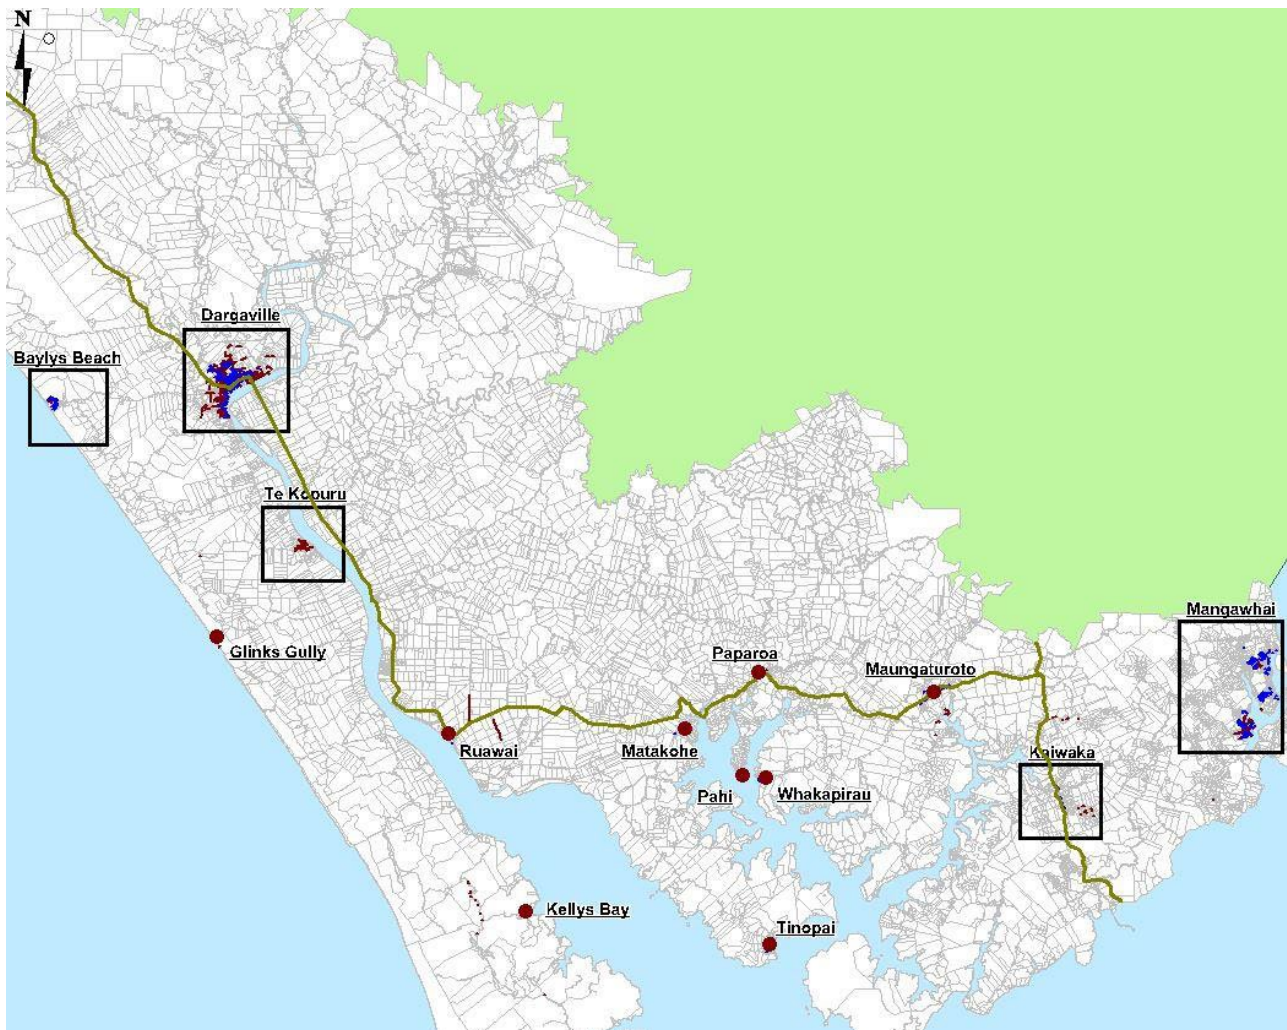 N
Dargaville
Baylys Beach
Te Kopuru
Mangawhai
Glinks Gully
Paparoa
Maungaturoto
Ruawai
Matakohe
Kaiwaka
Pahi
Whakapirau
Kellys Bay
Tinopai